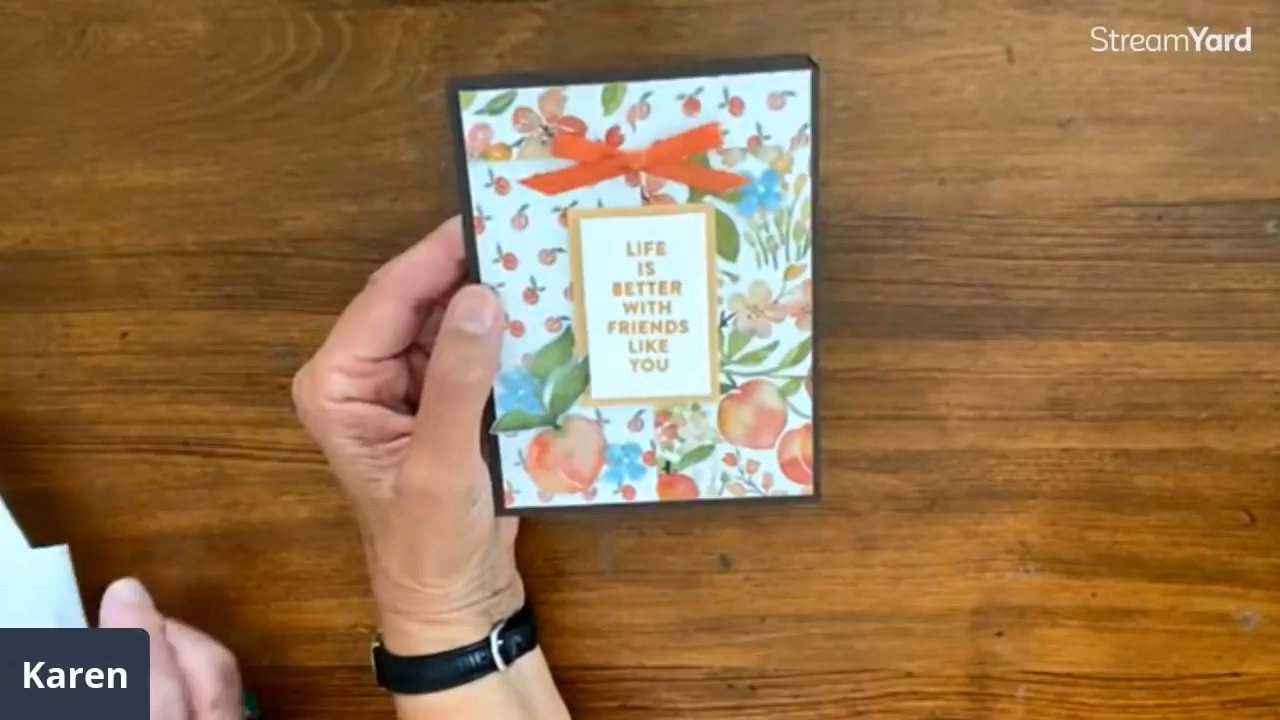 StreamYard
LIFE
IS
BETTER
WITH
FRIENDS
LIKE
YOU
Karen